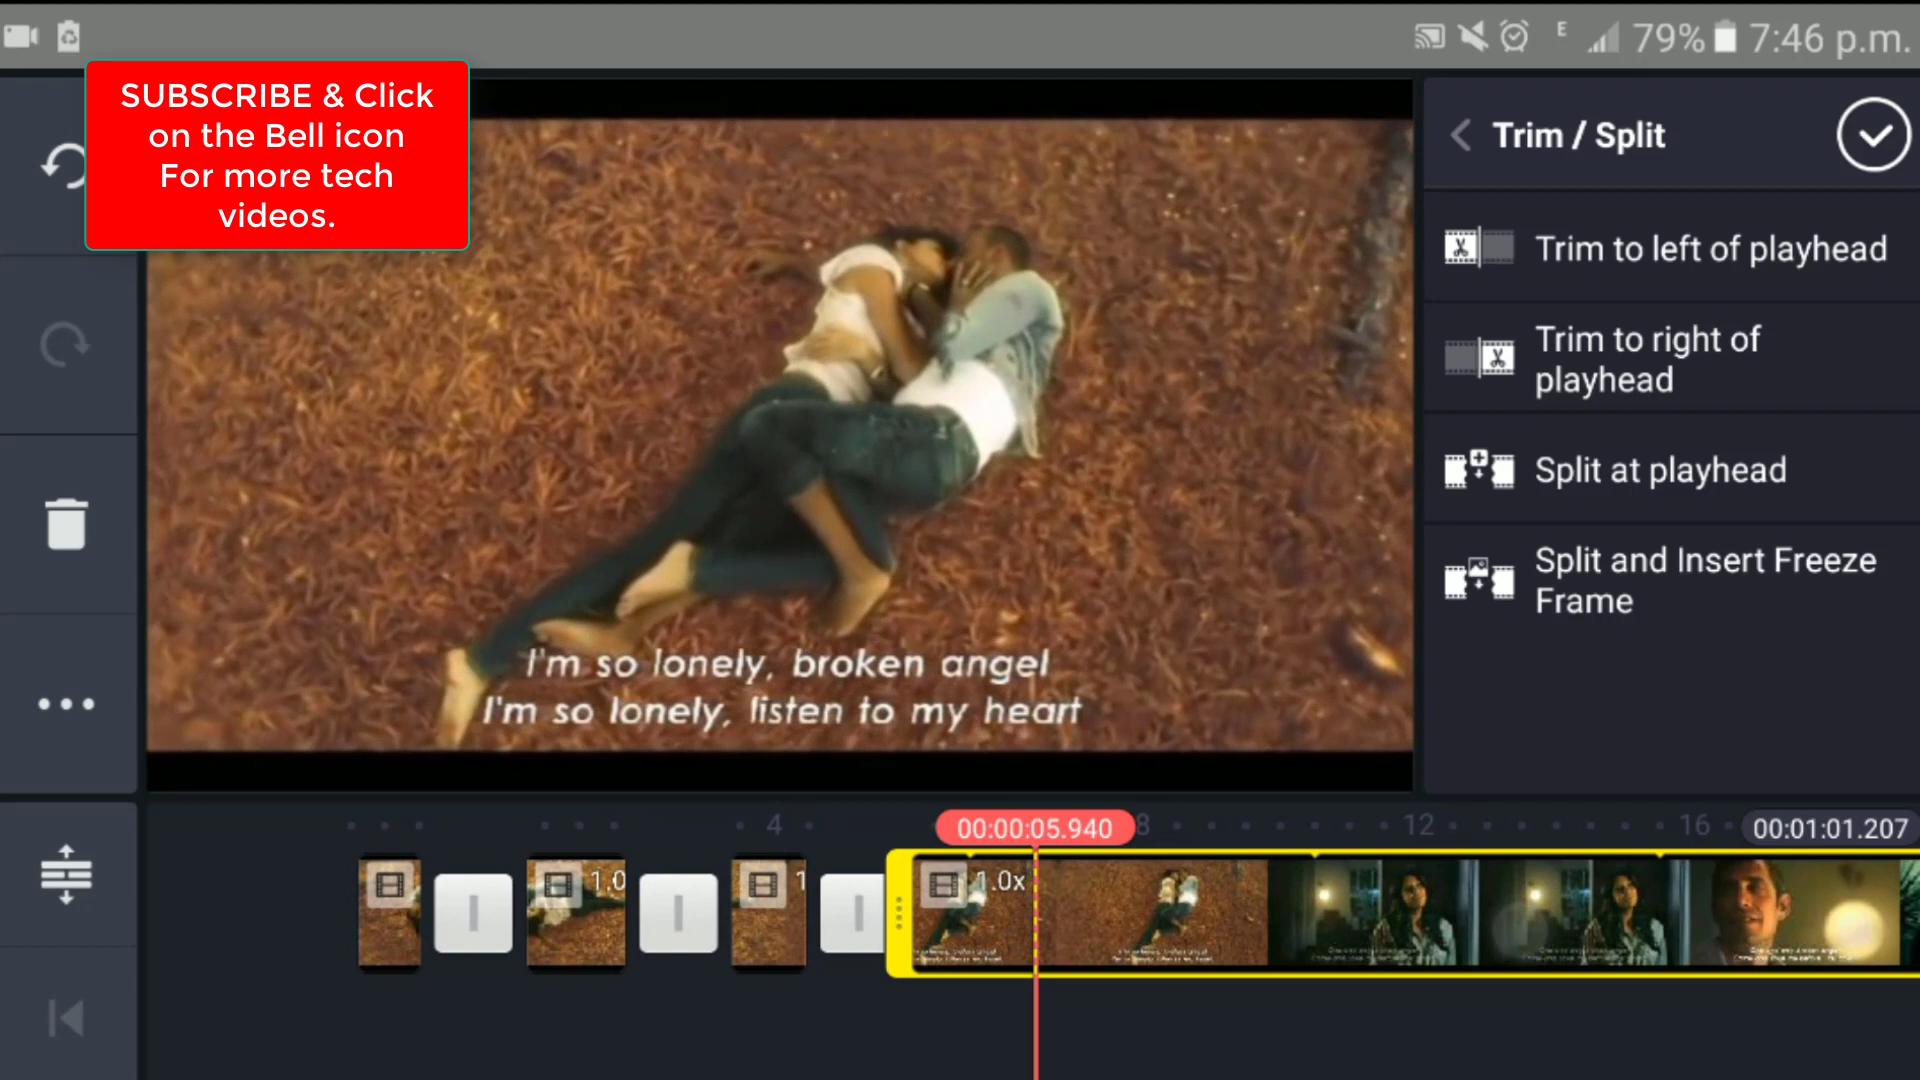 E 79% 7:46 p.m.
SUBSCRIBE & Click
on the Bell icon
For more tech
videos.
Trim / Split
Trim to left of playhead
Trim to right of
playhead
Split at playhead
Split and Insert Freeze
Frame
I'm so lonely, broken angel
I'm so lonely, listen to my heart
4 00:00:05.940 8 12 16 00:01:01.207
1.0 1 1.0x